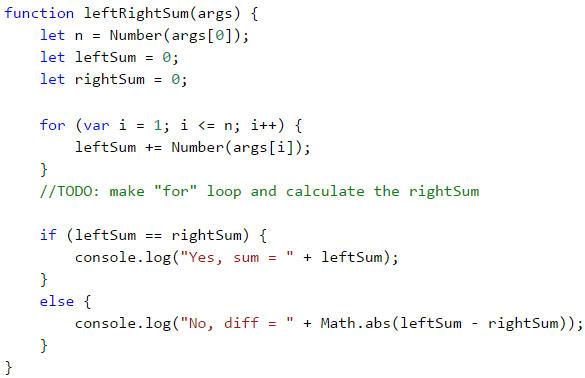 function leftRightSum(args) {
    let n = Number(args[0]);
    let leftSum = 0;
    let rightSum = 0;

    for (var i = 1; i <= n; i++) {
        leftSum += Number(args[i]);
    }
    //TODO: make "for" loop and calculate the rightSum

    if (leftSum == rightSum) {
        console.log("Yes, sum = " + leftSum);
    }
    else {
        console.log("No, diff = " + Math.abs(leftSum - rightSum));
    }
}